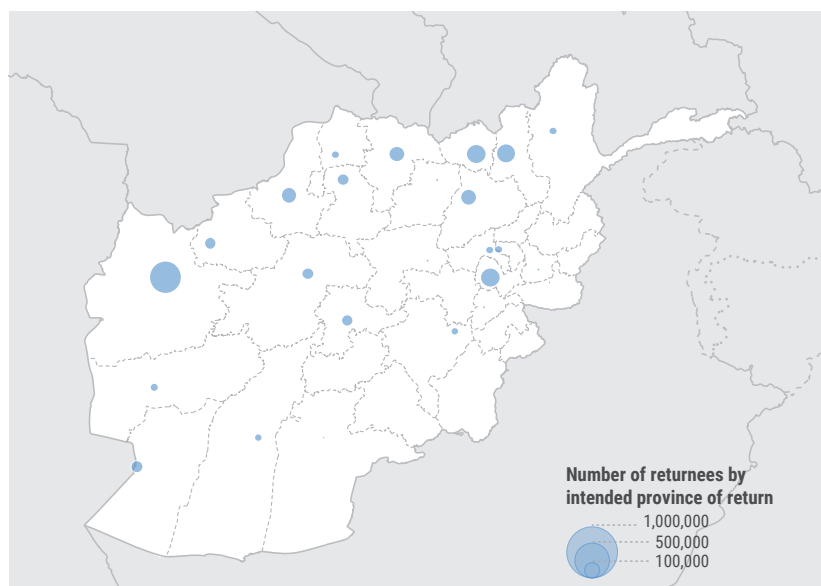 Number of returnees by
intended province of return
1,000,000
500,000
100,000